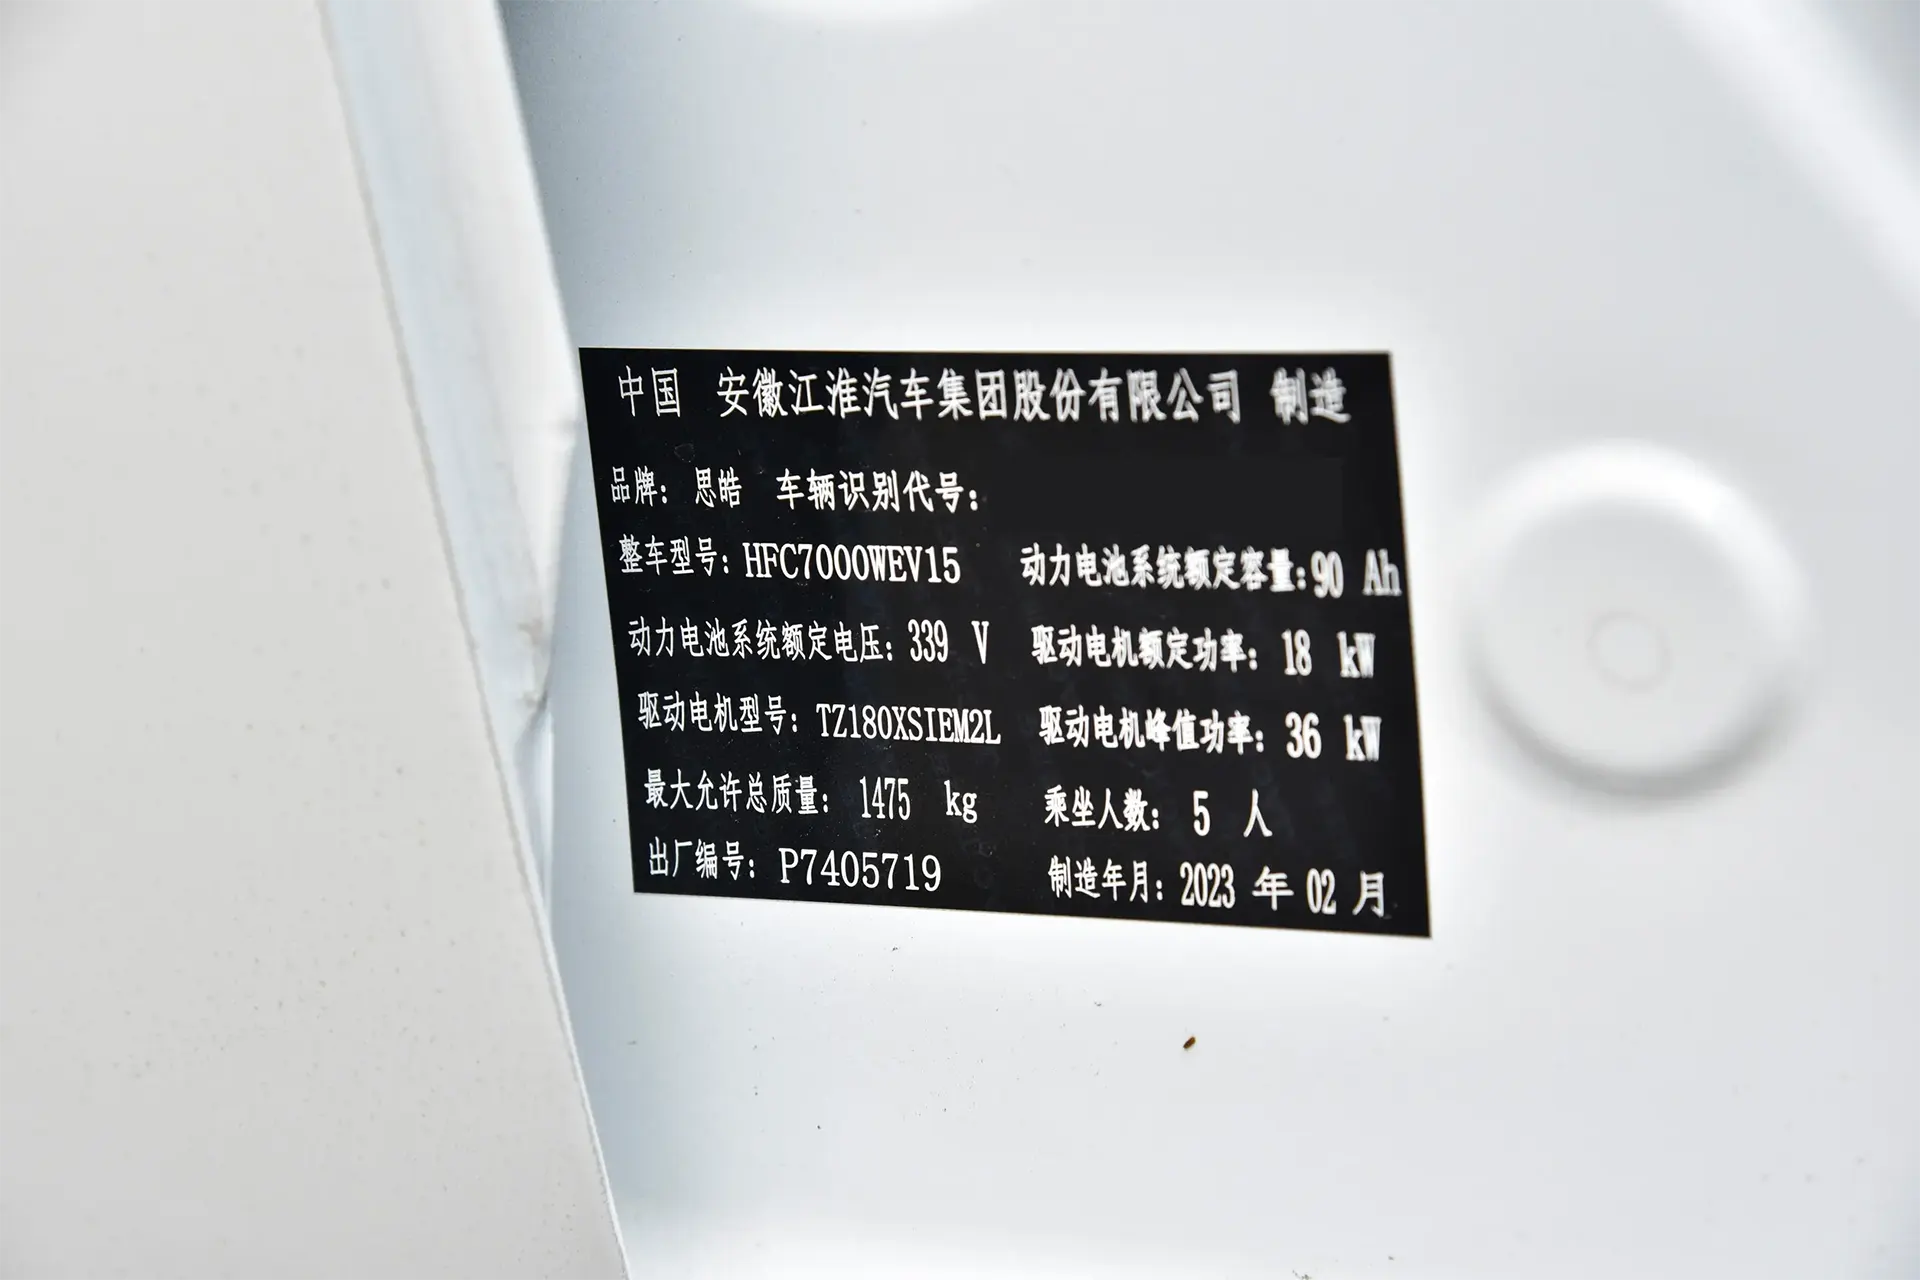 中国 安徽江淮汽车集团股份有限公司 制造
品牌: 思皓 车辆识别代号:
整车型号: HFC7000WEV15 动力电池系统额定容量: 90 Ah
动力电池系统额定电压: 339 V 驱动电机额定功率: 18 kW
驱动电机型号: TZ180XSIEM2L 驱动电机峰值功率: 36 kW
最大允许总质量: 1475 kg 乘坐人数: 5 人
出厂编号: P7405719 制造年月: 2023 年 02 月